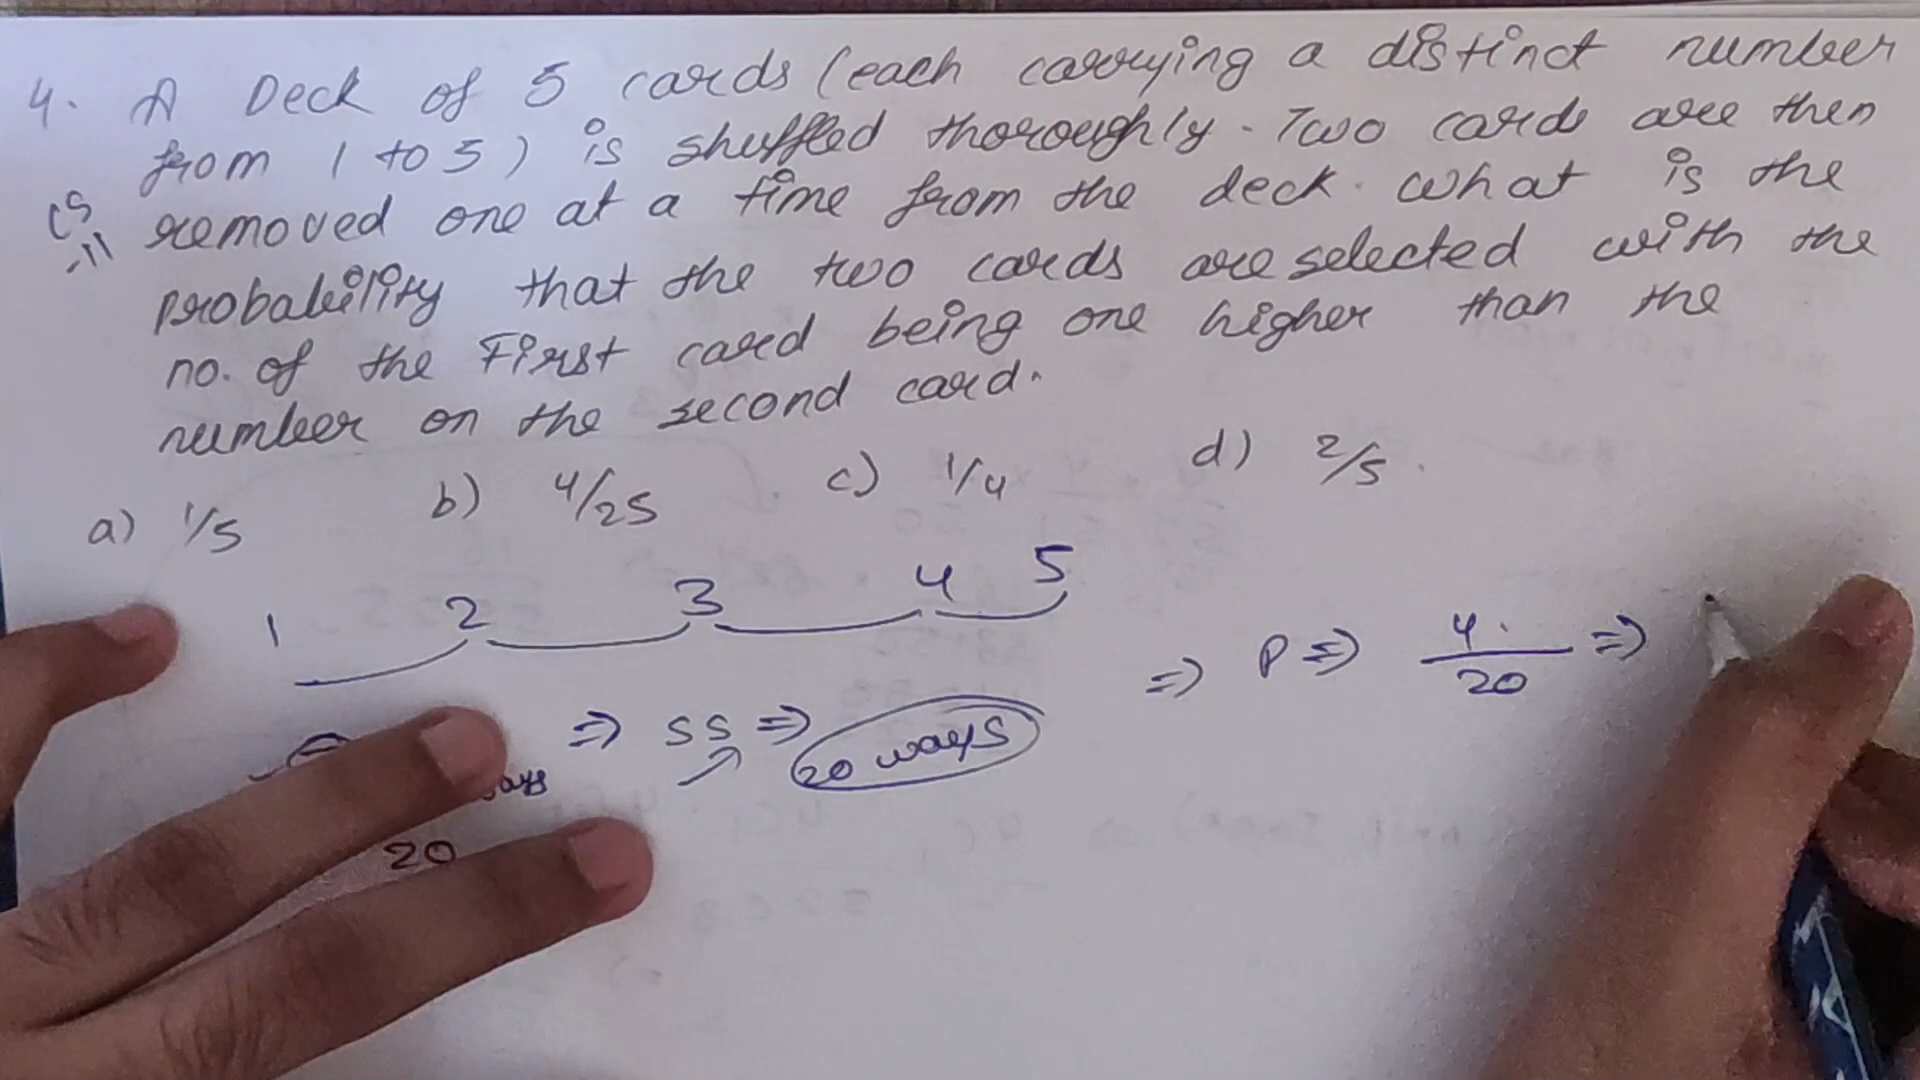 4. A Deck of 5 cards (each carrying a distinct number
from 1 to 5) is shuffled thoroughly. Two cards are then
CS removed one at a time from the deck. What is the
-11 probability that the two cards are selected with the
no. of the First card being one higher than the
number on the second card.
a) 1/5 b) 4/25 c) 1/4 d) 2/5.
1 2 3 4 5
⇒ SS ⇒ 20 ways ⇒ P ⇒ 4/20 ⇒
20